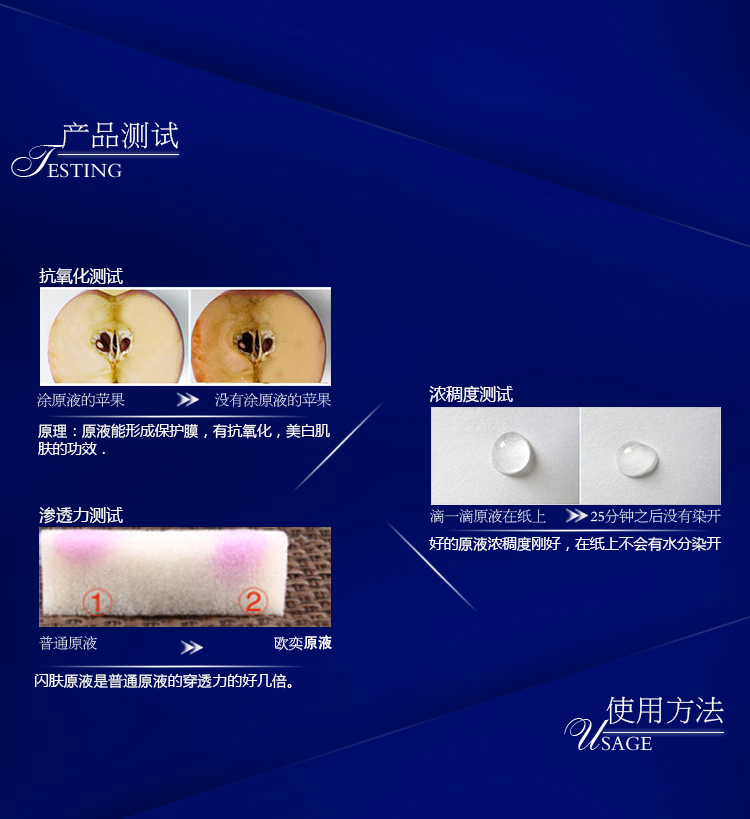 产品测试
TESTING
抗氧化测试
涂原液的苹果
没有涂原液的苹果
原理：原液能形成保护膜，有抗氧化，美白肌
肤的功效．
浓稠度测试
滴一滴原液在纸上
25分钟之后没有染开
好的原液浓稠度刚好，在纸上不会有水分染开
渗透力测试
① ②
普通原液
欧奕原液
闪肤原液是普通原液的穿透力的好几倍。
使用方法
USAGE